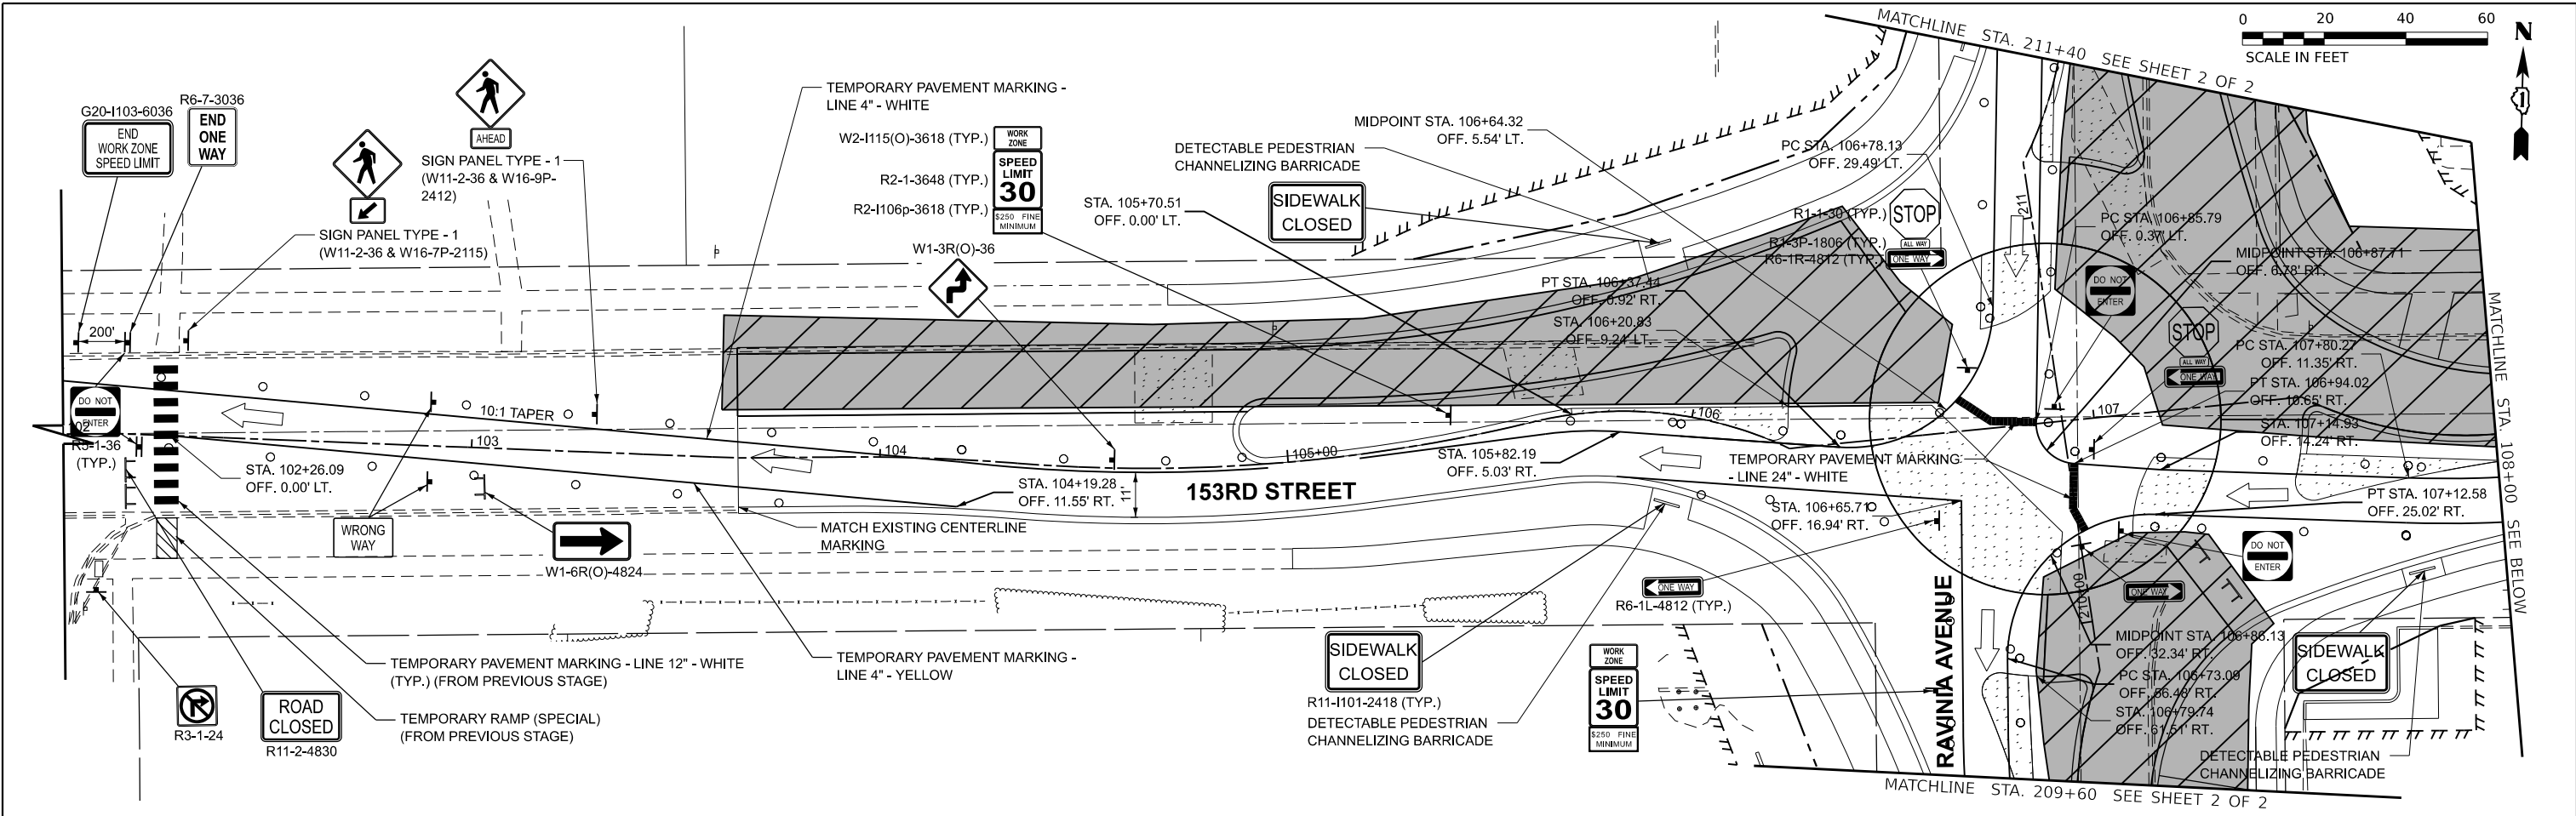 MATCHLINE STA. 211+40 SEE SHEET 2 OF 2
0 20 40 60
SCALE IN FEET
N
G20-I103-6036
END
WORK ZONE
SPEED LIMIT
R6-7-3036
END
ONE
WAY
AHEAD
SIGN PANEL TYPE - 1
(W11-2-36 & W16-9P-
2412)
SIGN PANEL TYPE - 1
(W11-2-36 & W16-7P-2115)
TEMPORARY PAVEMENT MARKING -
LINE 4" - WHITE
W2-I115(O)-3618 (TYP.)
WORK
ZONE
R2-1-3648 (TYP.)
SPEED
LIMIT
30
R2-I106p-3618 (TYP.)
$250 FINE
MINIMUM
W1-3R(O)-36
STA. 105+70.51
OFF. 0.00' LT.
DETECTABLE PEDESTRIAN
CHANNELIZING BARRICADE
SIDEWALK
CLOSED
MIDPOINT STA. 106+64.32
OFF. 5.54' LT.
PC STA. 106+78.13
OFF. 29.49' LT.
R1-1-30 (TYP.)
STOP
R1-3P-1806 (TYP.)
ALL WAY
R6-1R-4812 (TYP.)
ONE WAY
PT STA. 106+37.44
OFF. 0.92' RT.
STA. 106+20.83
OFF. 9.24' LT.
211
PC STA. 106+85.79
OFF. 0.37' LT.
MIDPOINT STA. 106+87.71
OFF. 6.78' RT.
DO NOT
ENTER
STOP
ALL WAY
ONE WAY
PC STA. 107+80.27
OFF. 11.35' RT.
PT STA. 106+94.02
OFF. 10.65' RT.
STA. 107+14.93
OFF. 14.24' RT.
MATCHLINE STA. 108+00 SEE BELOW
200'
DO NOT
ENTER
102
R5-1-36
(TYP.)
10:1 TAPER
103
104
105+00
106
107
STA. 102+26.09
OFF. 0.00' LT.
STA. 104+19.28
OFF. 11.55' RT.
11'
153RD STREET
STA. 105+82.19
OFF. 5.03' RT.
TEMPORARY PAVEMENT MARKING
- LINE 24" - WHITE
STA. 106+65.71
OFF. 16.94' RT.
PT STA. 107+12.58
OFF. 25.02' RT.
WRONG
WAY
W1-6R(O)-4824
MATCH EXISTING CENTERLINE
MARKING
ONE WAY
R6-1L-4812 (TYP.)
DO NOT
ENTER
ONE WAY
210+00
RAVINIA AVENUE
MIDPOINT STA. 106+86.13
OFF. 32.34' RT.
PC STA. 106+73.09
OFF. 56.48' RT.
STA. 106+79.74
OFF. 61.51' RT.
SIDEWALK
CLOSED
DETECTABLE PEDESTRIAN
CHANNELIZING BARRICADE
TEMPORARY PAVEMENT MARKING - LINE 12" - WHITE
(TYP.) (FROM PREVIOUS STAGE)
TEMPORARY PAVEMENT MARKING -
LINE 4" - YELLOW
SIDEWALK
CLOSED
R11-I101-2418 (TYP.)
DETECTABLE PEDESTRIAN
CHANNELIZING BARRICADE
WORK
ZONE
SPEED
LIMIT
30
$250 FINE
MINIMUM
R3-1-24
ROAD
CLOSED
R11-2-4830
TEMPORARY RAMP (SPECIAL)
(FROM PREVIOUS STAGE)
MATCHLINE STA. 209+60 SEE SHEET 2 OF 2